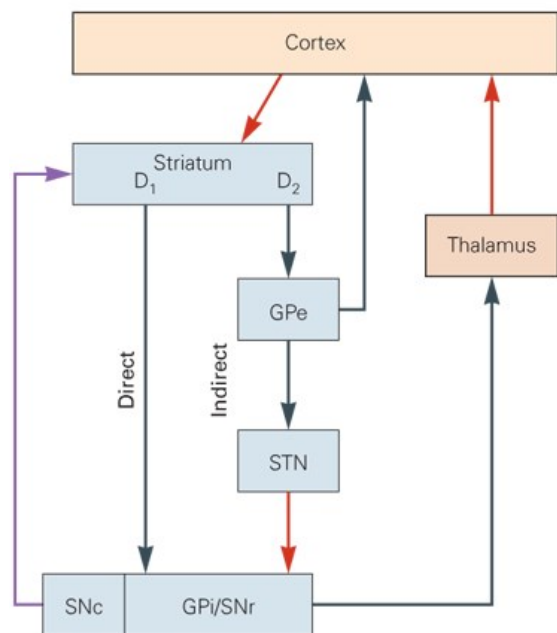 Cortex
Striatum
D₁ D₂
Thalamus
GPe
Direct
Indirect
STN
SNc GPi/SNr